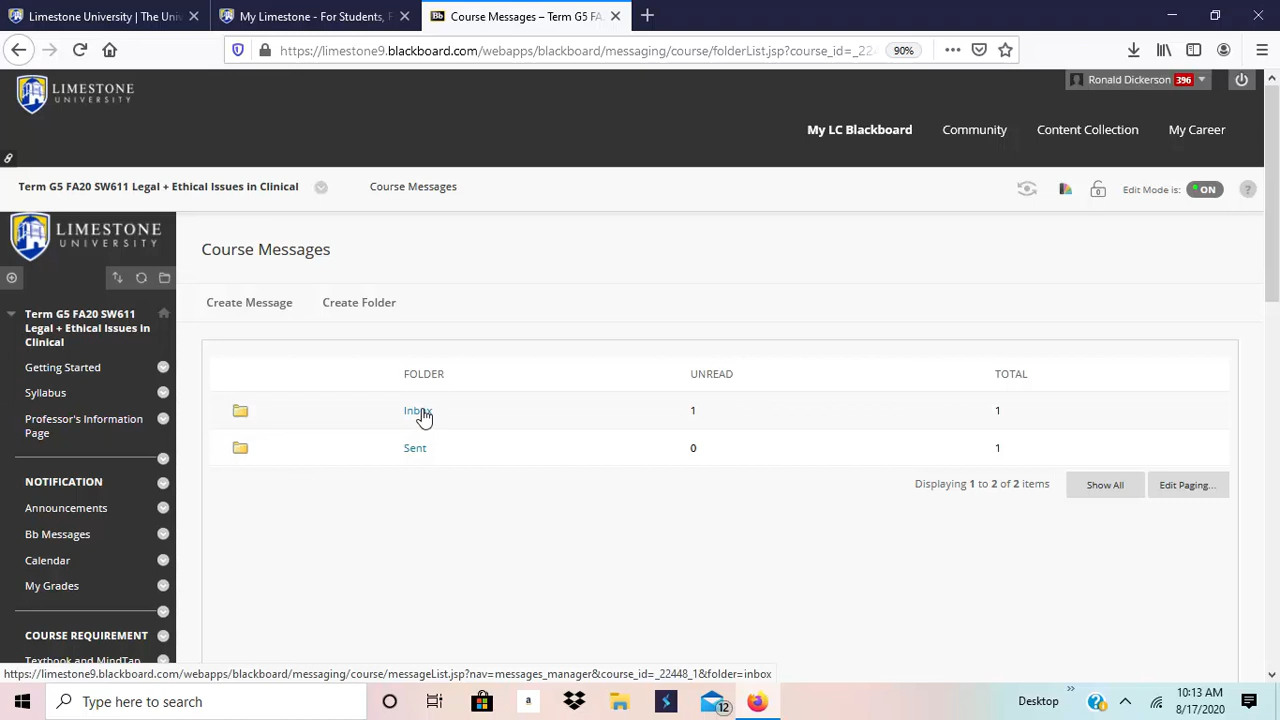 Limestone University | The Univ
My Limestone - For Students, F
Bb Course Messages – Term G5 FA
https://limestone9.blackboard.com/webapps/blackboard/messaging/course/folderList.jsp?course_id=_224
90%
LIMESTONE
UNIVERSITY
Ronald Dickerson 396
My LC Blackboard
Community
Content Collection
My Career
Term G5 FA20 SW611 Legal + Ethical Issues in Clinical
Course Messages
Edit Mode is: ON
?
LIMESTONE
UNIVERSITY
Course Messages
Create Message
Create Folder
Term G5 FA20 SW611
Legal + Ethical Issues in
Clinical
Getting Started
Syllabus
Professor's Information
Page
NOTIFICATION
Announcements
Bb Messages
Calendar
My Grades
COURSE REQUIREMENT
Textbook and MindTap
FOLDER UNREAD TOTAL
Inbox 1 1
Sent 0 1
Displaying 1 to 2 of 2 items
Show All
Edit Paging...
https://limestone9.blackboard.com/webapps/blackboard/messaging/course/messageList.jsp?nav=messages_manager&course_id=_22448_1&folder=inbox
Type here to search
a
12
Desktop
10:13 AM
8/17/2020